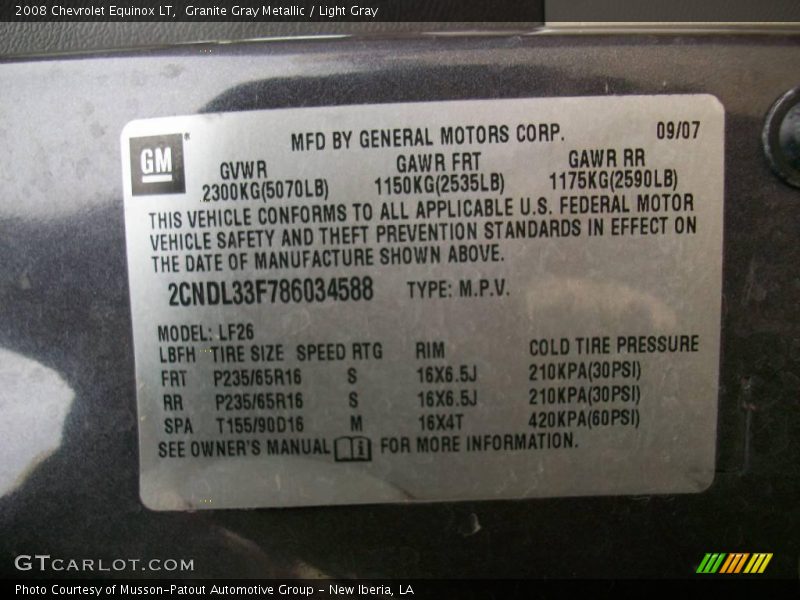 2008 Chevrolet Equinox LT,  Granite Gray Metallic / Light Gray
GM
MFD BY GENERAL MOTORS CORP. 09/07
GVWR GAWR FRT GAWR RR
2300KG(5070LB) 1150KG(2535LB) 1175KG(2590LB)
THIS VEHICLE CONFORMS TO ALL APPLICABLE U.S. FEDERAL MOTOR
VEHICLE SAFETY AND THEFT PREVENTION STANDARDS IN EFFECT ON
THE DATE OF MANUFACTURE SHOWN ABOVE.
2CNDL33F786034588 TYPE: M.P.V.
MODEL: LF26
LBFH TIRE SIZE SPEED RTG RIM COLD TIRE PRESSURE
FRT P235/65R16 S 16X6.5J 210KPA(30PSI)
RR P235/65R16 S 16X6.5J 210KPA(30PSI)
SPA T155/90D16 M 16X4T 420KPA(60PSI)
SEE OWNER'S MANUAL i FOR MORE INFORMATION.
GTCARLOT.COM
Photo Courtesy of Musson-Patout Automotive Group - New Iberia, LA